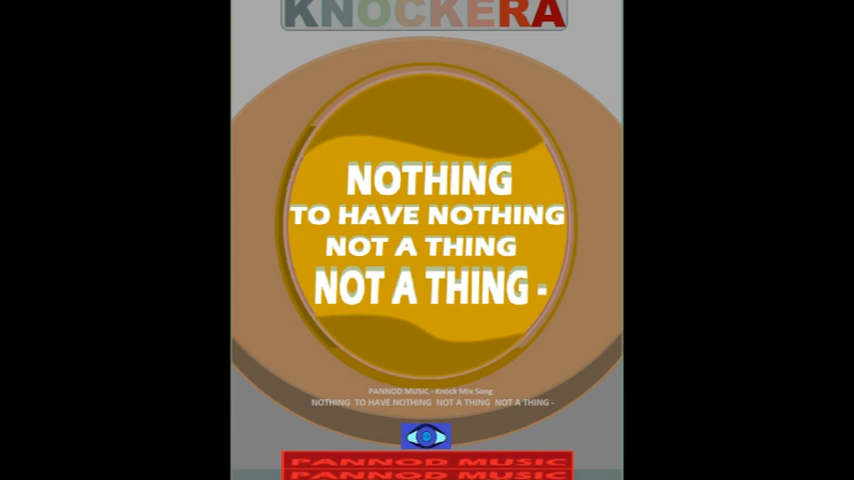 KNOCKERA
NOTHING
TO HAVE NOTHING
NOT A THING
NOT A THING -
PANNOD MUSIC - Knock Mix Song
NOTHING TO HAVE NOTHING NOT A THING NOT A THING -
PANNOD MUSIC
PANNOD MUSIC